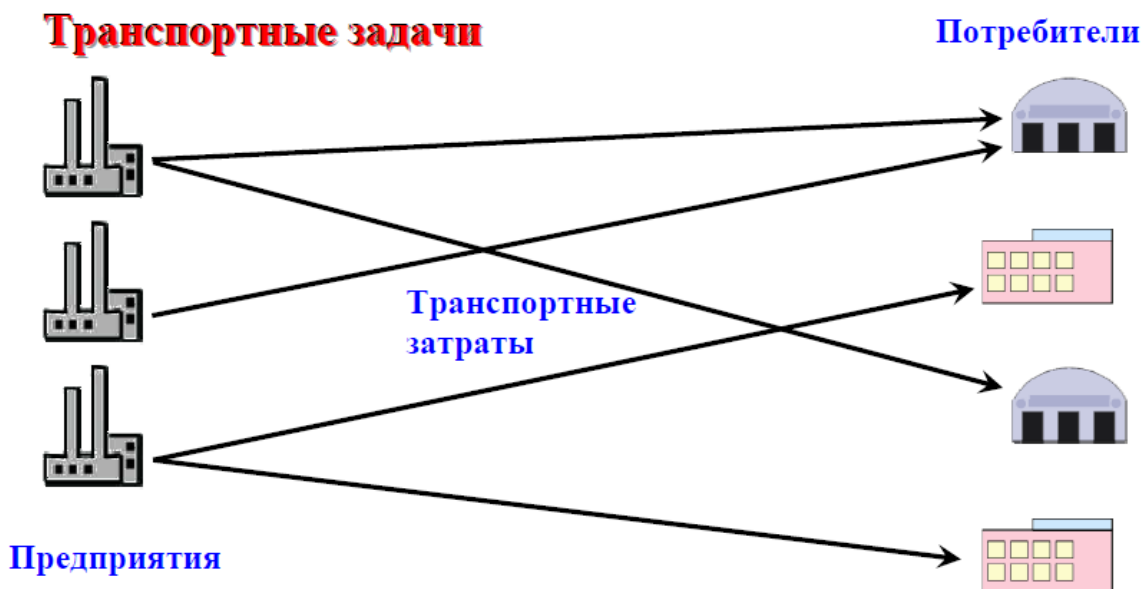 Транспортные задачи
Потребители
Транспортные
затраты
Предприятия